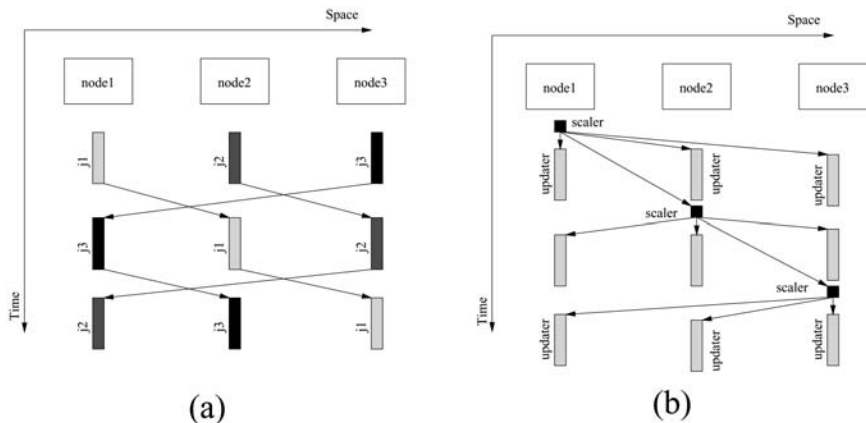 Space
node1 node2 node3
j1 j2 j3
j3 j1 j2
j2 j3 j1
Time
(a)
Space
node1 node2 node3
scaler
updater updater updater
scaler
scaler
updater updater updater
Time
(b)